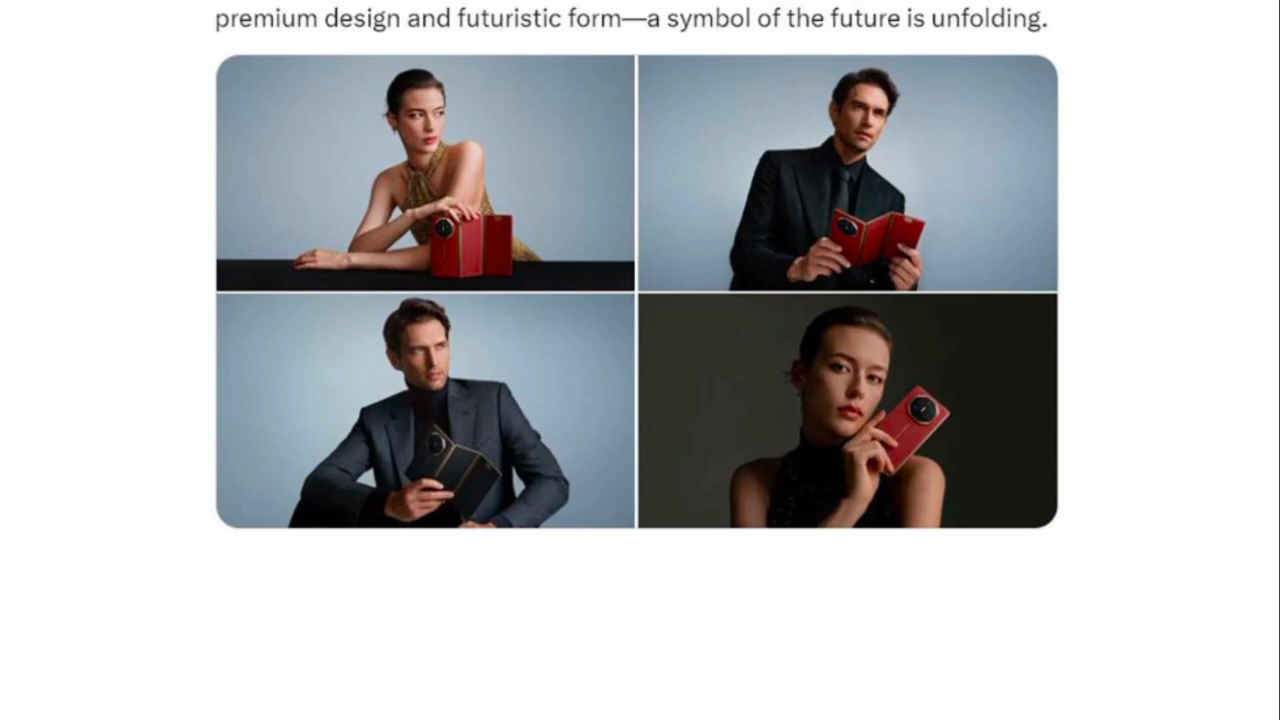 premium design and futuristic form—a symbol of the future is unfolding.